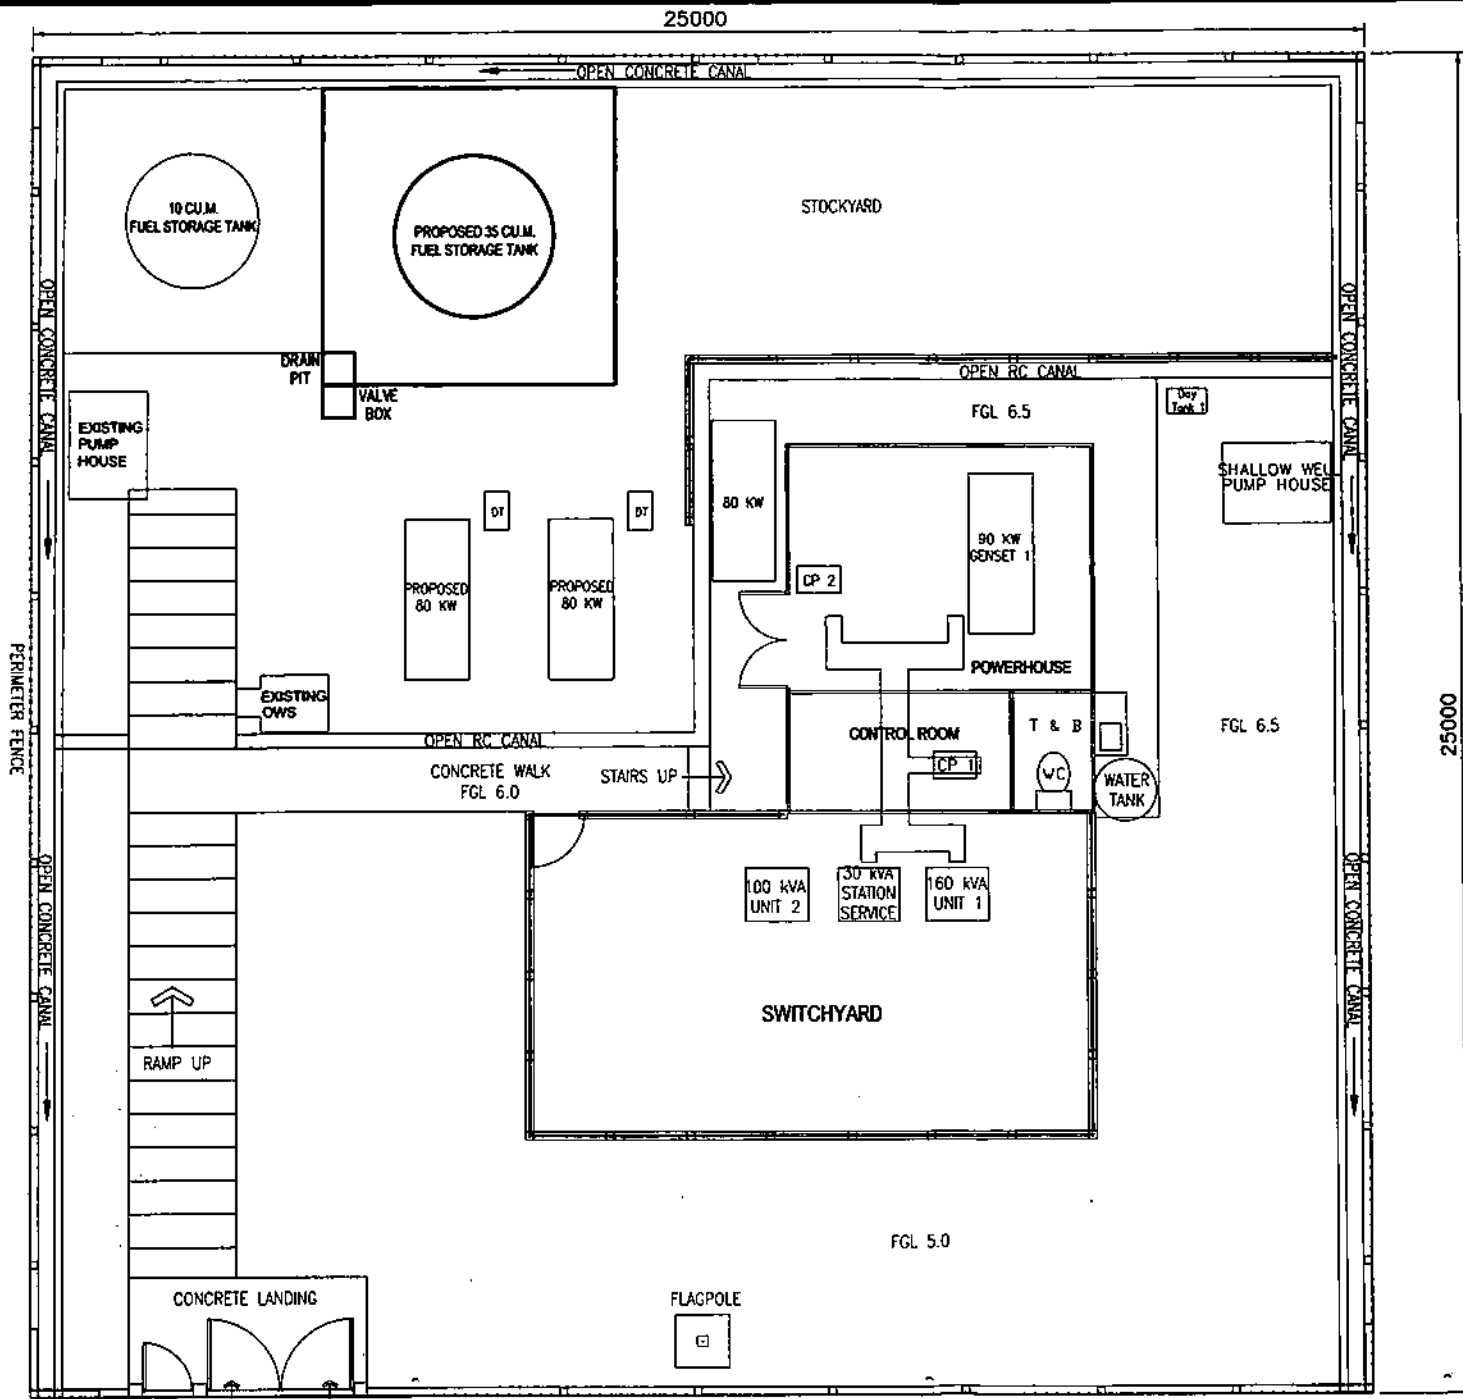 25000
OPEN CONCRETE CANAL
10 CU.M.
FUEL STORAGE TANK
PROPOSED 35 CU.M.
FUEL STORAGE TANK
STOCKYARD
OPEN CONCRETE CANAL
OPEN CONCRETE CANAL
DRAIN
PIT
VALVE
BOX
OPEN RC CANAL
FGL 6.5
Day
Tank 1
EXISTING
PUMP
HOUSE
SHALLOW WELL
PUMP HOUSE
80 KW
DT
DT
90 KW
GENSET 1
PROPOSED
80 KW
PROPOSED
80 KW
CP 2
PERIMETER FENCE
POWERHOUSE
EXISTING
OWS
CONTROL ROOM
T & B
FGL 6.5
25000
OPEN RC CANAL
CONCRETE WALK
FGL 6.0
STAIRS UP
CP 1
WC
WATER
TANK
OPEN CONCRETE CANAL
OPEN CONCRETE CANAL
100 kVA
UNIT 2
30 kVA
STATION
SERVICE
160 kVA
UNIT 1
SWITCHYARD
RAMP UP
FGL 5.0
CONCRETE LANDING
FLAGPOLE